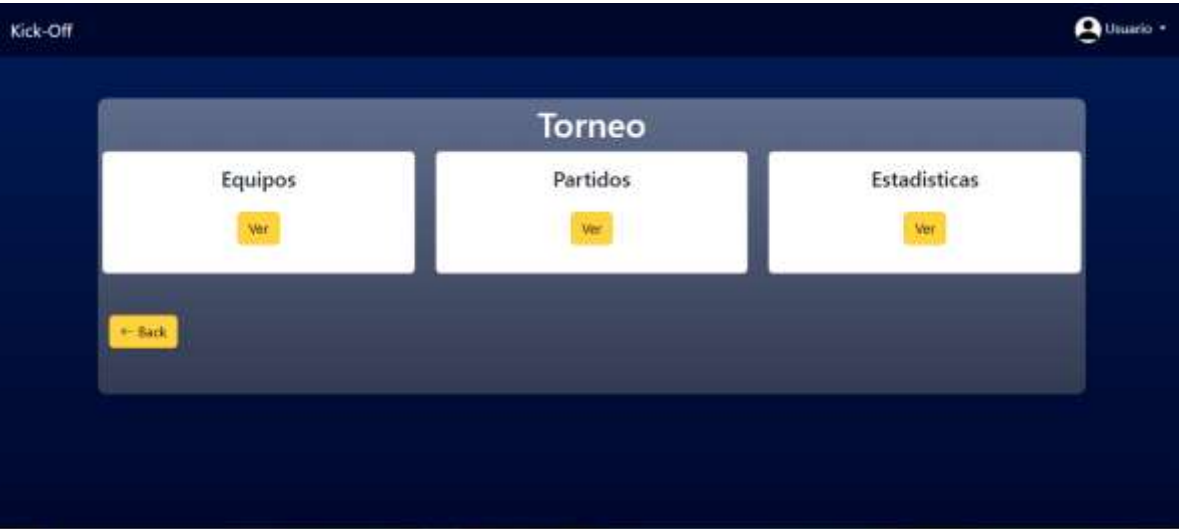 Kick-Off
Usuario
Torneo
Equipos
Partidos
Estadisticas
Ver
Ver
Ver
← Back